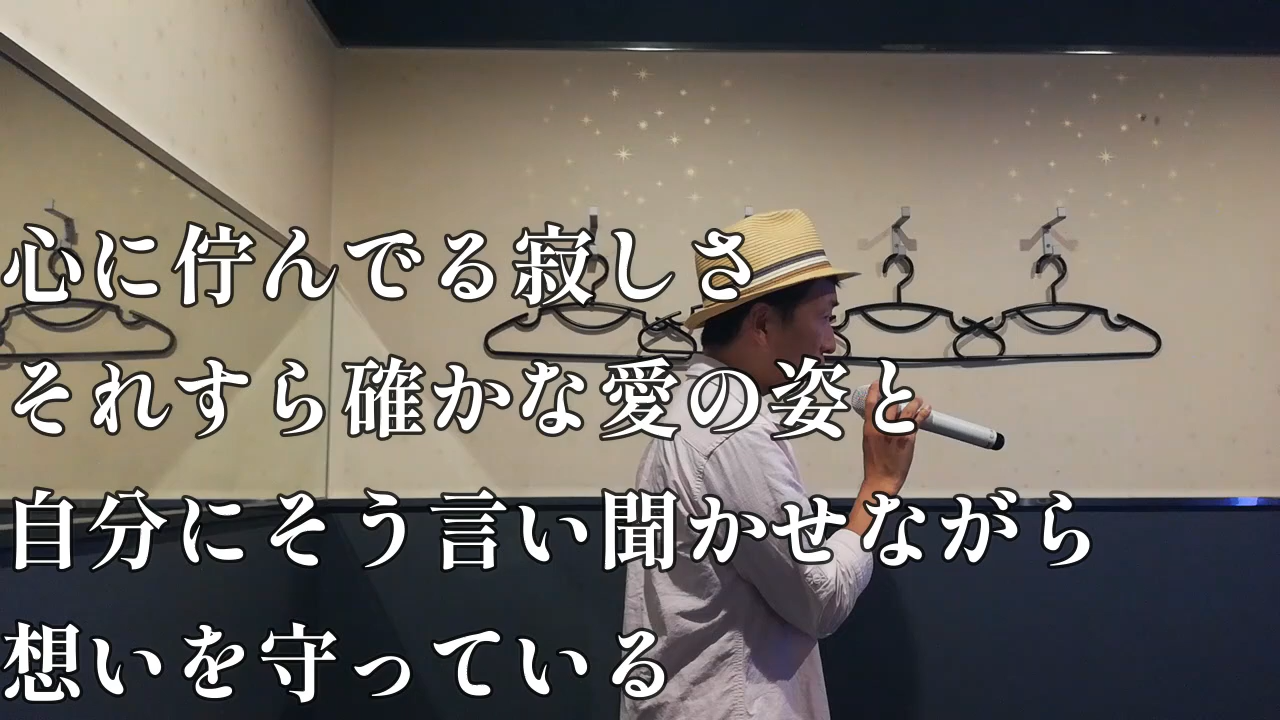 心に佇んでる寂しさ
それすら確かな愛の姿と
自分にそう言い聞かせながら
想いを守っている